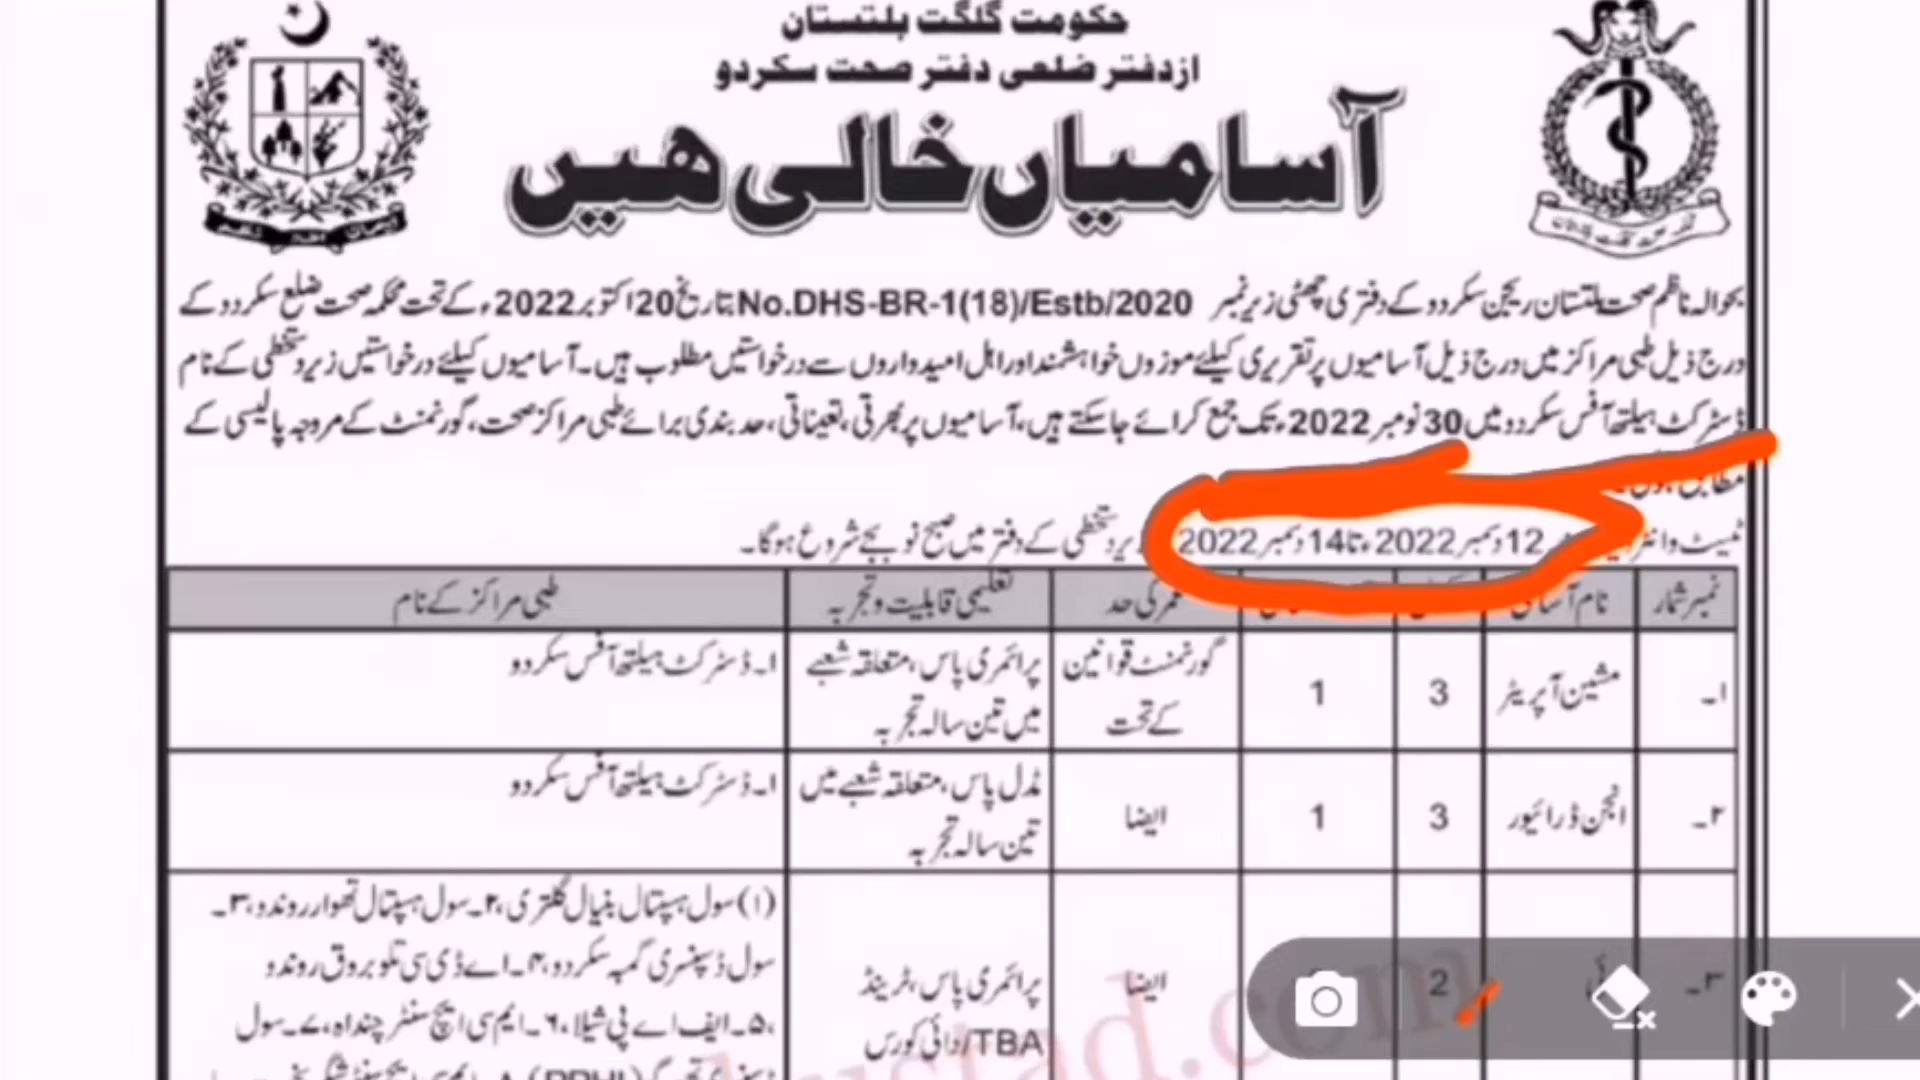 حکومت گلگت بلتستان
از دفتر ضلعی دفتر صحت سکردو
آسامیاں خالی ھیں
بحوالہ ناظم صحت بلتستان ریجن سکردو کے دفتری چھٹی زیر نمبر No.DHS-BR-1(18)/Estb/2020 بتاریخ 20 اکتوبر 2022ء کے تحت محکمہ صحت ضلع سکردو کے
درج ذیل طبی مراکز میں درج ذیل آسامیوں پر تقرری کیلئے موزوں خواہشمند اور اہل امیدواروں سے درخواستیں مطلوب ہیں۔ آسامیوں کیلئے درخواستیں زیر دستخطی کے نام
ڈسٹرکٹ ہیلتھ آفس سکردو میں 30 نومبر 2022ء تک جمع کرائے جاسکتے ہیں، آسامیوں پر بھرتی، تعیناتی، حد بندی برائے طبی مراکز صحت، گورنمنٹ کے مروجہ پالیسی کے
مطابق
ٹیسٹ و 12 دسمبر 2022ء تا 14 دسمبر 2022 زیر دستخطی کے دفتر میں صبح نو بجے شروع ہوگا۔
نمبر شمار نام عمر کی حد تعلیمی قابلیت و تجربہ طبی مراکز کے نام
۱۔ مشین آپریٹر 3 1 گورنمنٹ قوانین کے تحت پرائمری پاس، متعلقہ شعبے میں تین سالہ تجربہ ۱۔ ڈسٹرکٹ ہیلتھ آفس سکردو
۲۔ انجن ڈرائیور 3 1 ایضا مڈل پاس، متعلقہ شعبے میں تین سالہ تجربہ ۱۔ ڈسٹرکٹ ہیلتھ آفس سکردو
۳۔ 2 ایضا پرائمری پاس، ٹرینڈ TBA/دائی کورس
(۱) سول ہسپتال بنیال گلتری، ۲۔ سول ہسپتال تھوار روندو، ۳۔
سول ڈسپنسری گمبہ سکردو، ۴۔ اے ڈی سی تلو بروق روندو
، ۵۔ ایف اے پی شیلا، ۶۔ ایم سی ایچ سنٹر چنداہ، ۷۔ سول